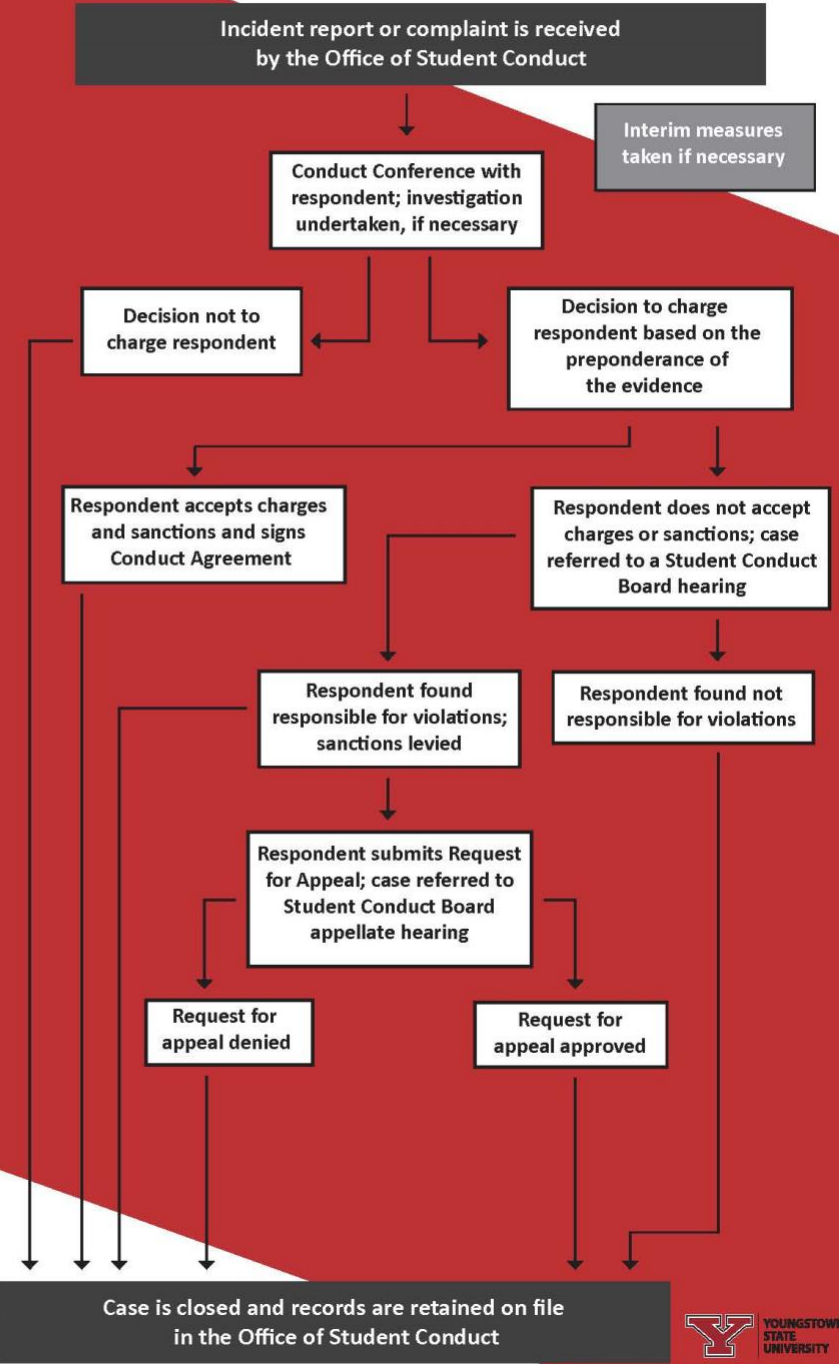 Incident report or complaint is received
by the Office of Student Conduct
Interim measures
taken if necessary
Conduct Conference with
respondent; investigation
undertaken, if necessary
Decision not to
charge respondent
Decision to charge
respondent based on the
preponderance of
the evidence
Respondent accepts charges
and sanctions and signs
Conduct Agreement
Respondent does not accept
charges or sanctions; case
referred to a Student Conduct
Board hearing
Respondent found
responsible for violations;
sanctions levied
Respondent found not
responsible for violations
Respondent submits Request
for Appeal; case referred to
Student Conduct Board
appellate hearing
Request for
appeal denied
Request for
appeal approved
Case is closed and records are retained on file
in the Office of Student Conduct
Y
YOUNGSTOWN
STATE
UNIVERSITY